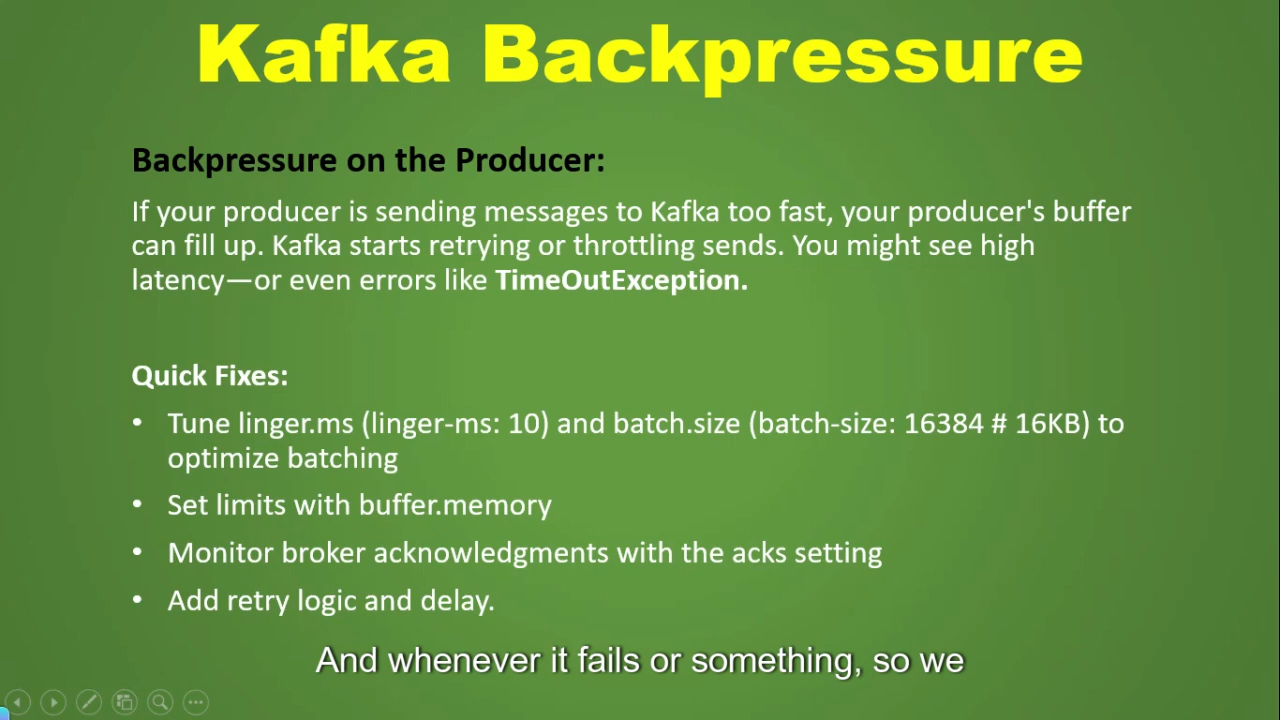 Kafka Backpressure
Backpressure on the Producer:
If your producer is sending messages to Kafka too fast, your producer's buffer
can fill up. Kafka starts retrying or throttling sends. You might see high
latency—or even errors like TimeOutException.
Quick Fixes:
• Tune linger.ms (linger-ms: 10) and batch.size (batch-size: 16384 # 16KB) to
optimize batching
• Set limits with buffer.memory
• Monitor broker acknowledgments with the acks setting
• Add retry logic and delay.
And whenever it fails or something, so we